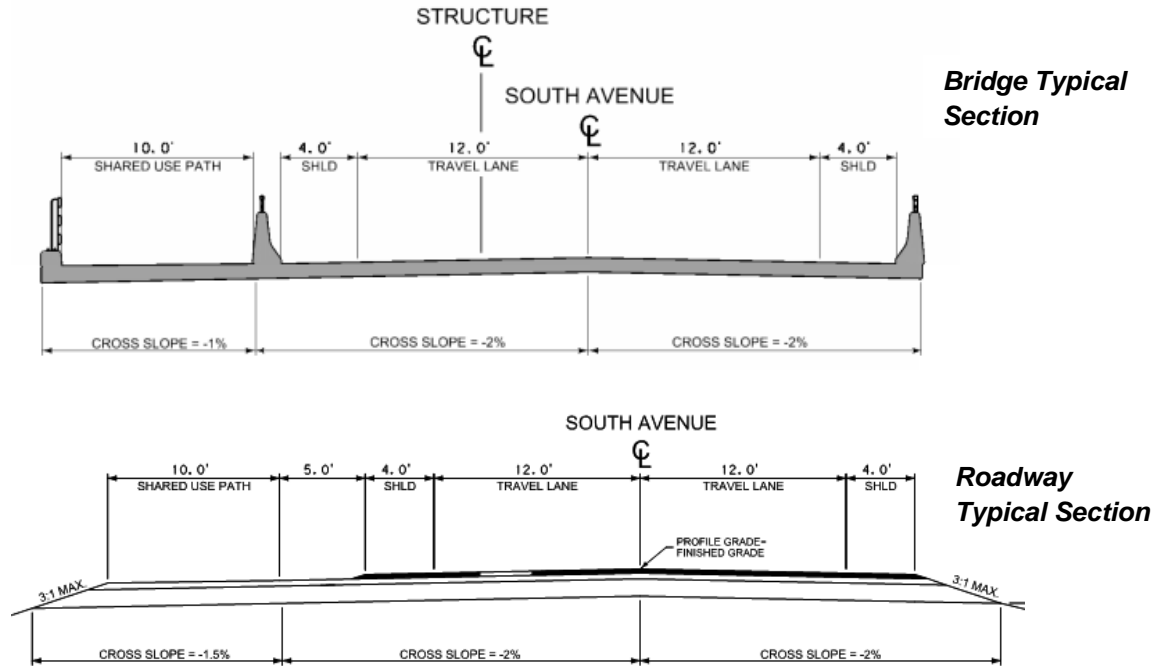 STRUCTURE
℄
SOUTH AVENUE
℄
Bridge Typical
Section
10.0' 4.0' 12.0' 12.0' 4.0'
SHARED USE PATH SHLD TRAVEL LANE TRAVEL LANE SHLD
CROSS SLOPE = -1% CROSS SLOPE = -2% CROSS SLOPE = -2%
SOUTH AVENUE
℄
10.0' 5.0' 4.0' 12.0' 12.0' 4.0'
SHARED USE PATH SHLD TRAVEL LANE TRAVEL LANE SHLD
Roadway
Typical Section
PROFILE GRADE-
FINISHED GRADE
3:1 MAX. 3:1 MAX.
CROSS SLOPE = -1.5% CROSS SLOPE = -2% CROSS SLOPE = -2%